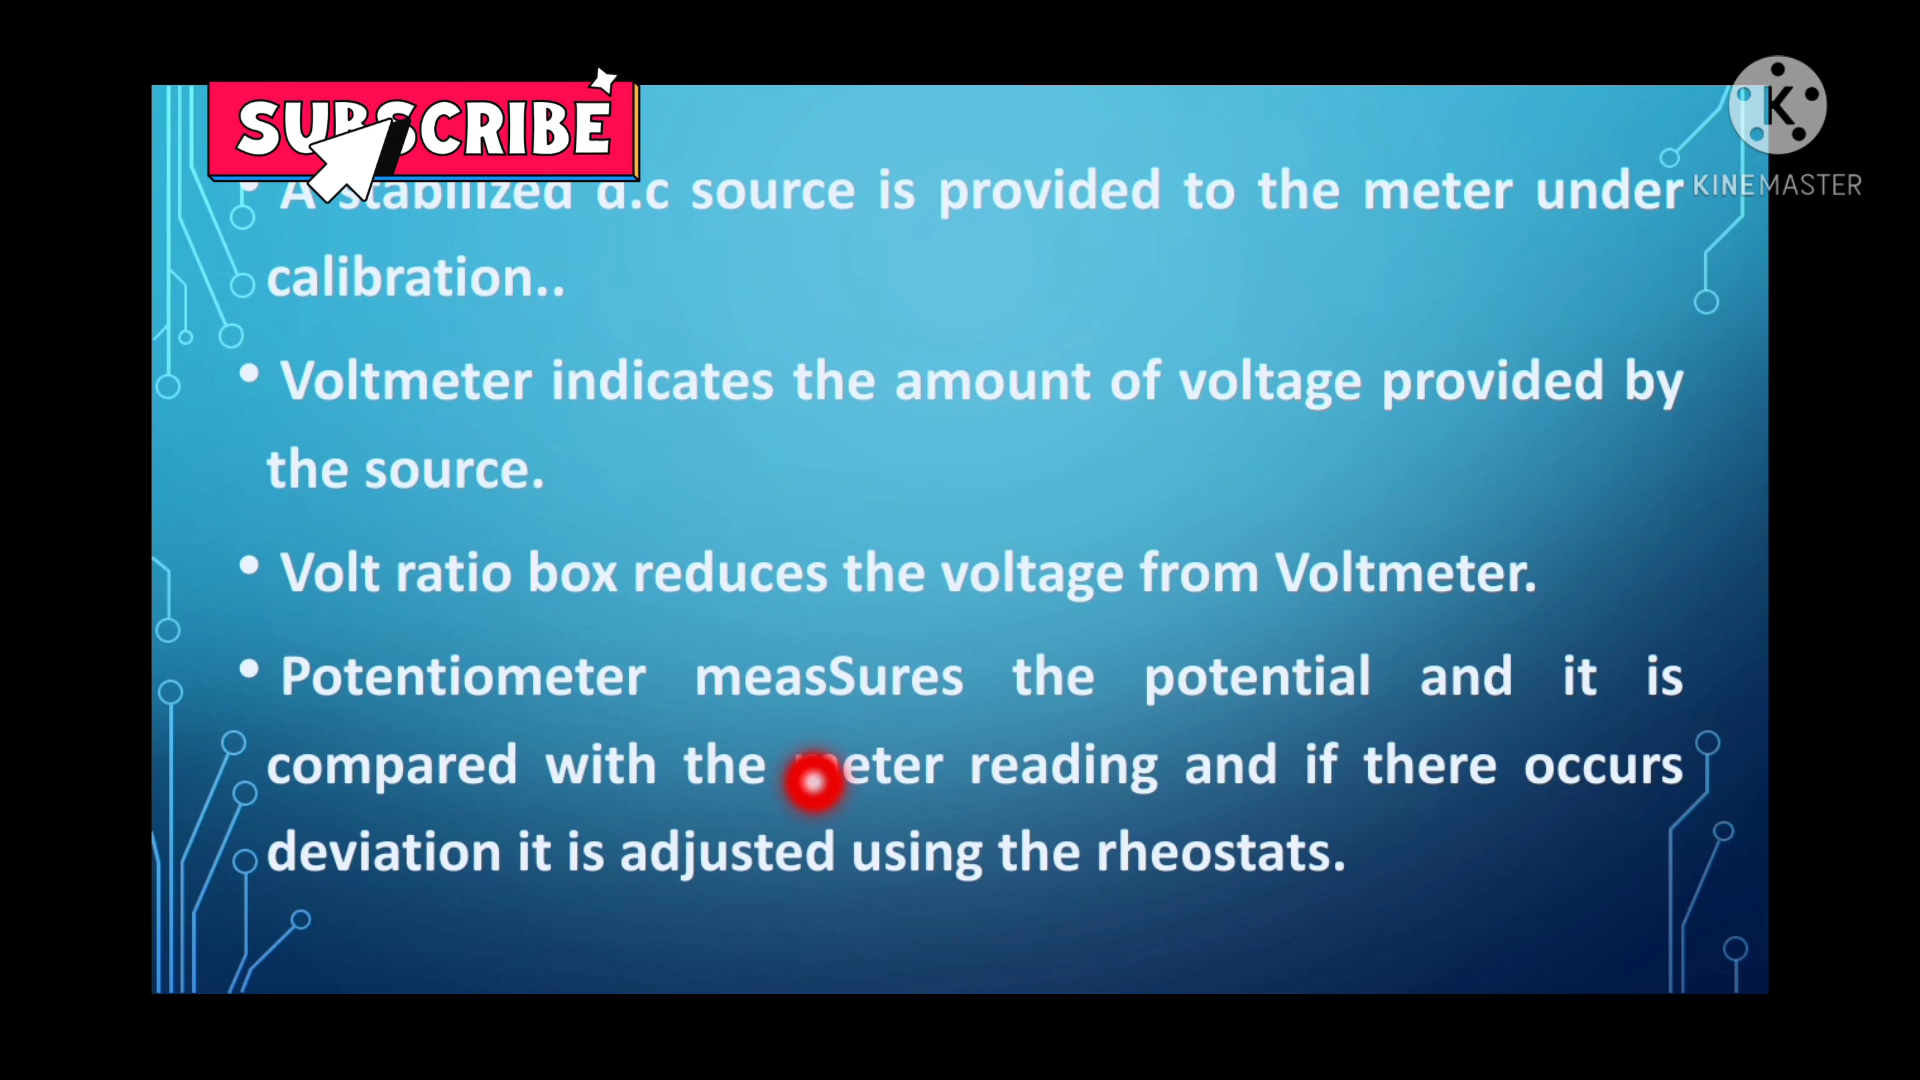 SUBSCRIBE
K
KINEMASTER
• A stabilized d.c source is provided to the meter under
calibration..
• Voltmeter indicates the amount of voltage provided by
the source.
• Volt ratio box reduces the voltage from Voltmeter.
• Potentiometer measSures the potential and it is
compared with the meter reading and if there occurs
deviation it is adjusted using the rheostats.